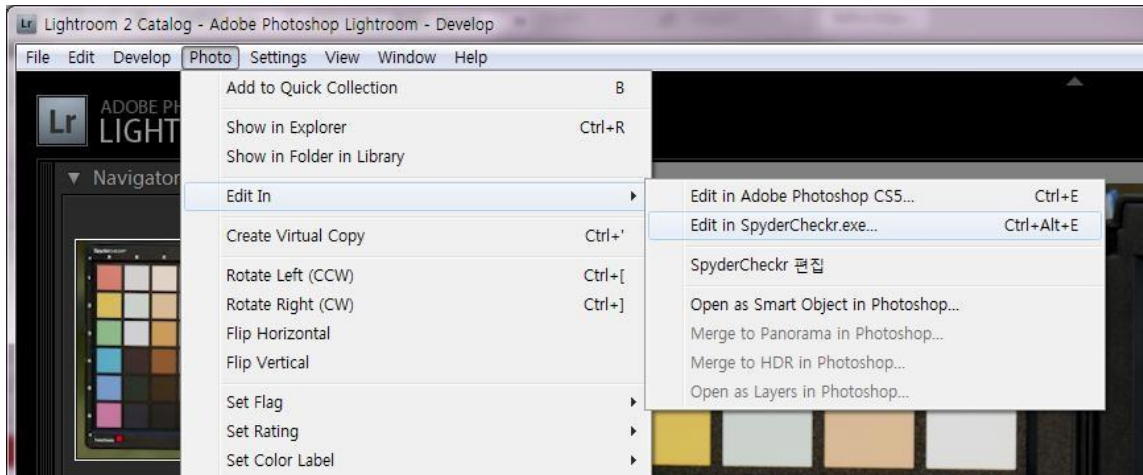 Lightroom 2 Catalog - Adobe Photoshop Lightroom - Develop
File Edit Develop Photo Settings View Window Help
ADOBE PH
LIGHT
Navigator
Add to Quick Collection B
Show in Explorer Ctrl+R
Show in Folder in Library
Edit In
Create Virtual Copy Ctrl+'
Rotate Left (CCW) Ctrl+[
Rotate Right (CW) Ctrl+]
Flip Horizontal
Flip Vertical
Set Flag
Set Rating
Set Color Label
Edit in Adobe Photoshop CS5... Ctrl+E
Edit in SpyderCheckr.exe... Ctrl+Alt+E
SpyderCheckr 편집
Open as Smart Object in Photoshop...
Merge to Panorama in Photoshop...
Merge to HDR in Photoshop...
Open as Layers in Photoshop...